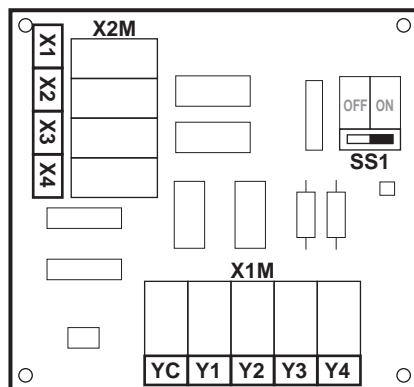 X2M
X1
X2
X3
X4
OFF ON
SS1
X1M
YC Y1 Y2 Y3 Y4